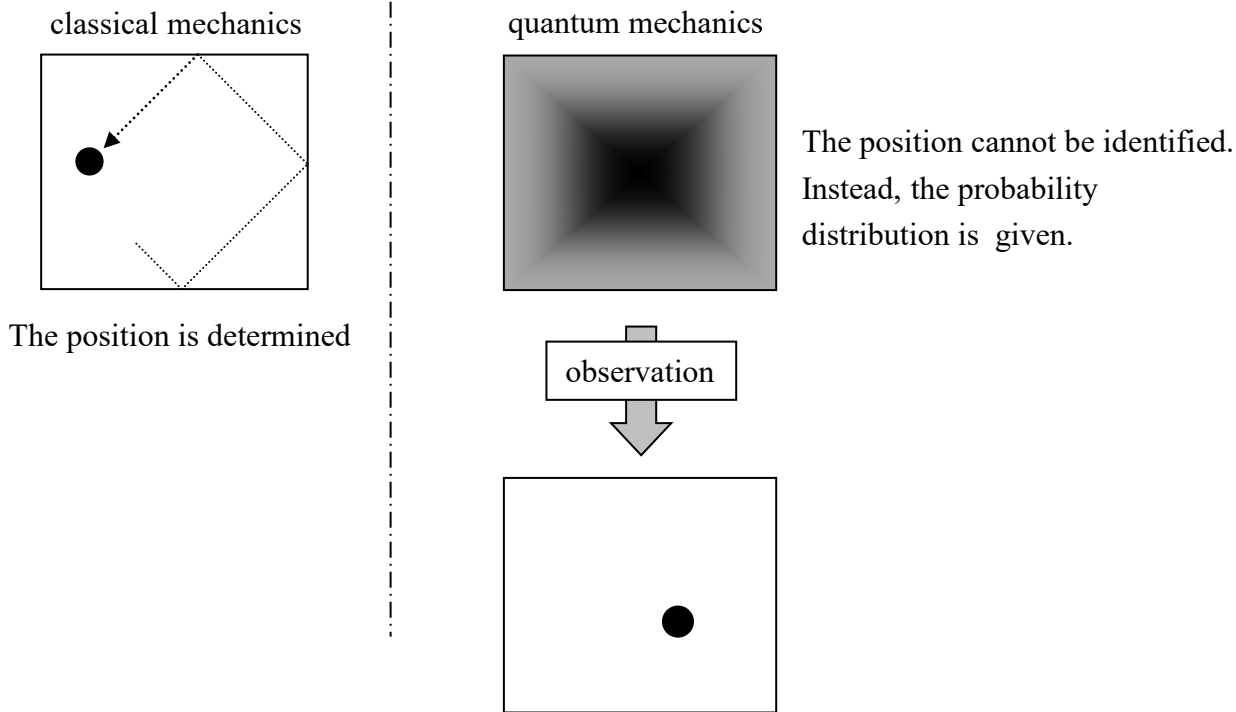 classical mechanics
The position is determined
quantum mechanics
The position cannot be identified.
Instead, the probability
distribution is given.
observation